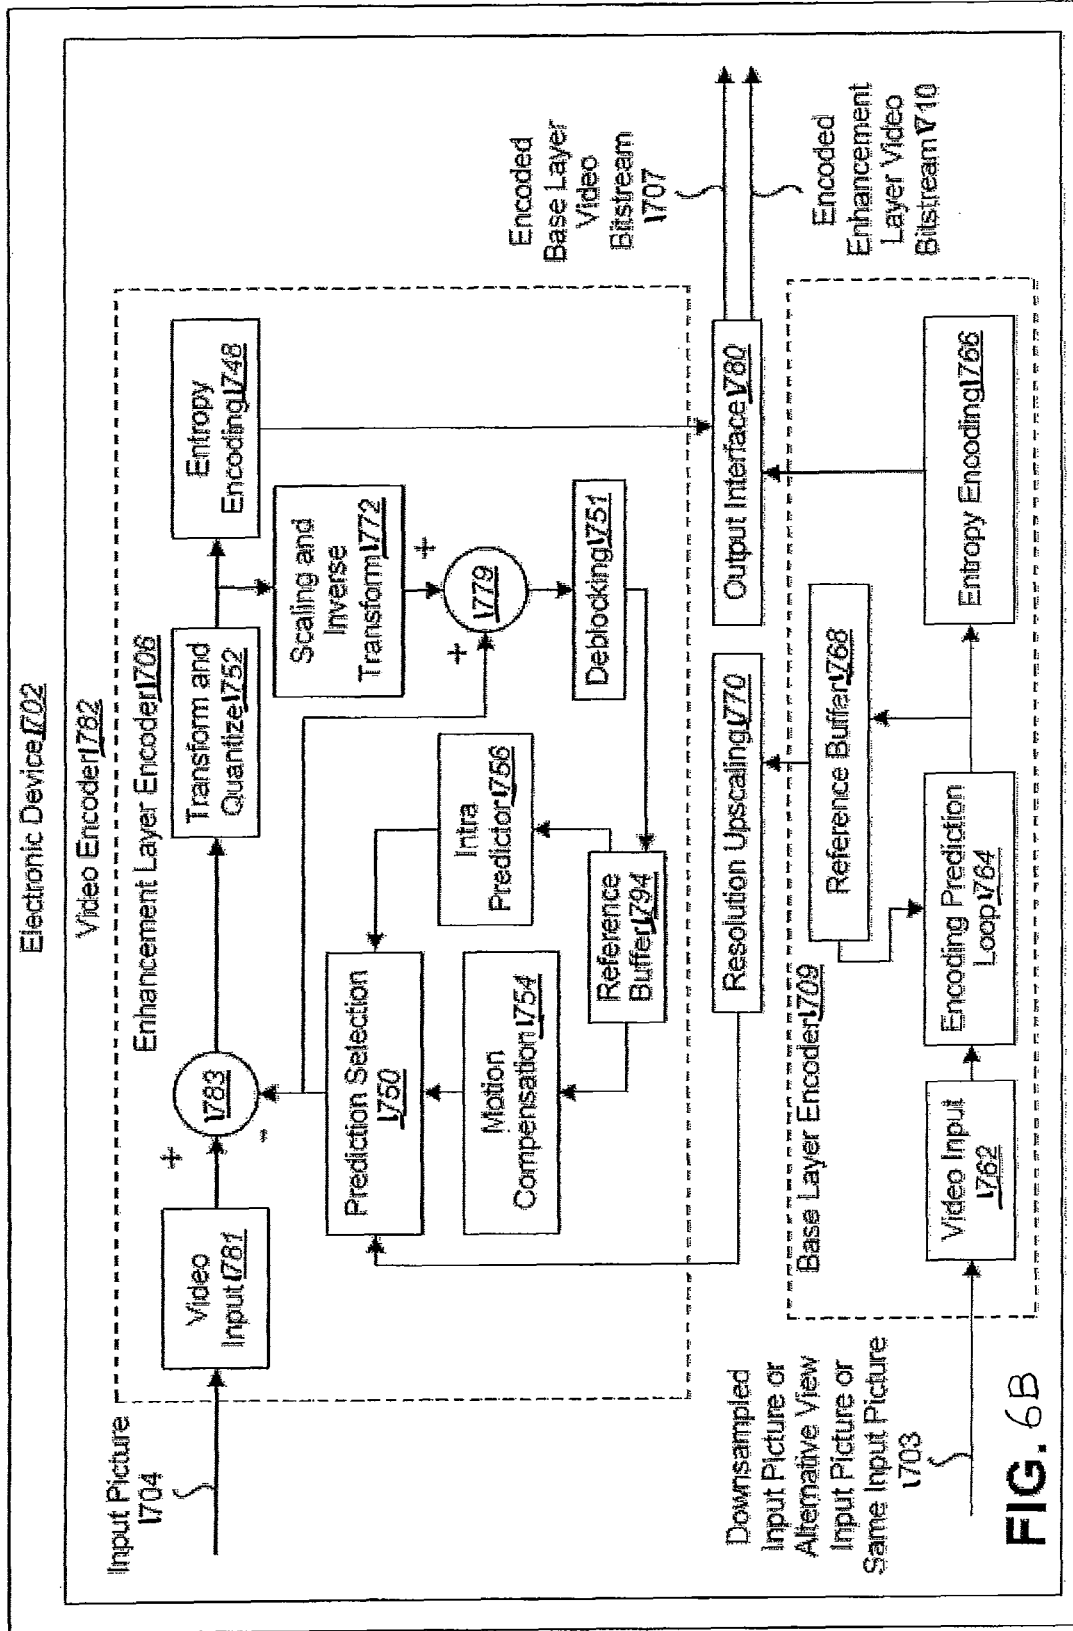 Electronic Device 1702
Video Encoder 1782
Enhancement Layer Encoder 1706
Input Picture
1704
Video
Input 1781
+
-
1783
Transform and
Quantize 1752
Entropy
Encoding 1748
Scaling and
Inverse
Transform 1772
+
+
1779
Prediction Selection
1750
Intra
Predictor 1756
Motion
Compensation 1754
Reference
Buffer 1794
Deblocking 1751
Encoded
Base Layer
Video
Bitstream
1707
Resolution Upscaling 1770
Output Interface 1780
Encoded
Enhancement
Layer Video
Bitstream 1710
Base Layer Encoder 1709
Reference Buffer 1768
Downsampled
Input Picture or
Alternative View
Input Picture or
Same Input Picture
1703
Video Input
1762
Encoding Prediction
Loop 1764
Entropy Encoding 1766
FIG. 6B